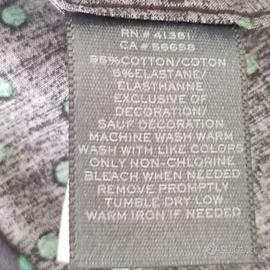 RN# 41381
CA# 56658
95%COTTON/COTON
5%ELASTANE/
ELASTHANNE
EXCLUSIVE OF
DECORATION/
SAUF DECORATION
MACHINE WASH WARM
WASH WITH LIKE COLORS
ONLY NON-CHLORINE
BLEACH WHEN NEEDED
REMOVE PROMPTLY
TUMBLE DRY LOW
WARM IRON IF NEEDED